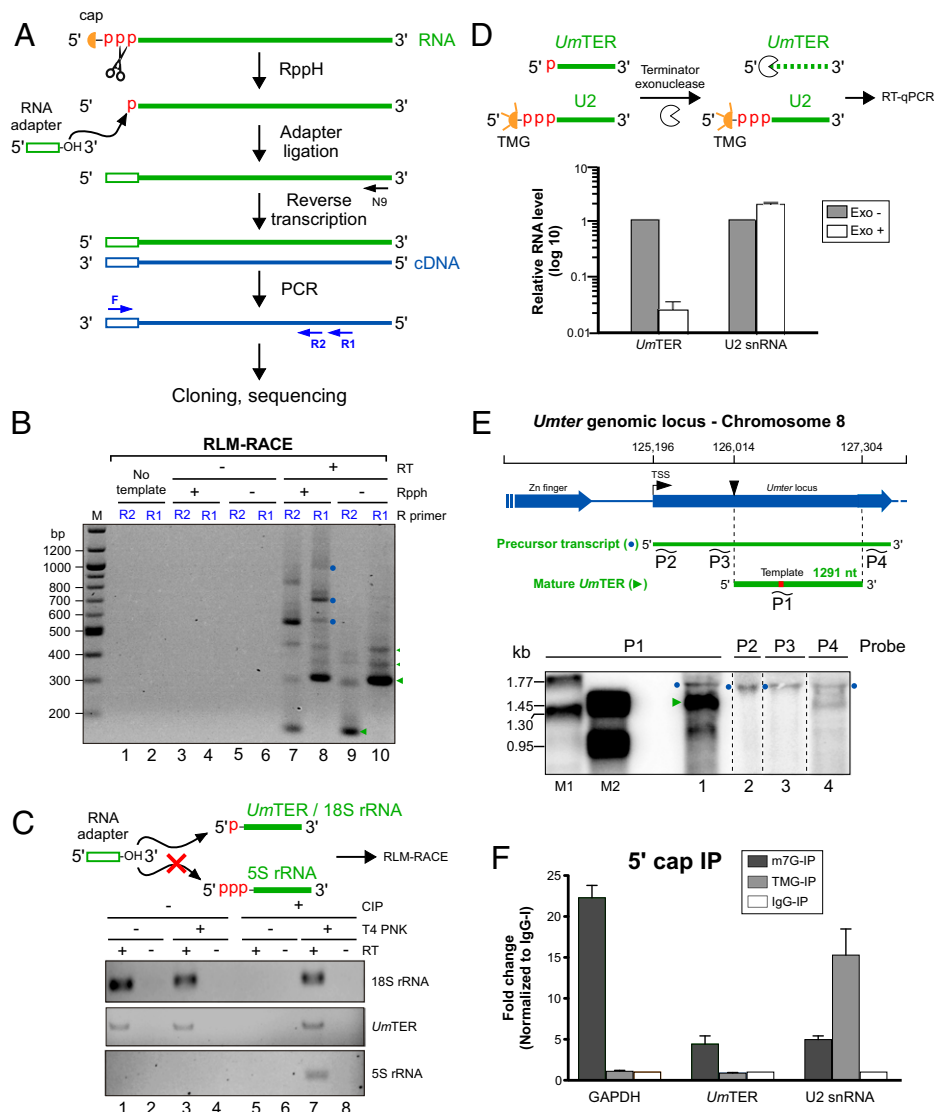 A
cap
5' ppp 3' RNA
RppH
5' p 3'
RNA
adapter
5' -OH 3'
Adapter
ligation
5' 3'
N9
Reverse
transcription
5' 3'
3' 5' cDNA
PCR
F
3' 5'
R2 R1
Cloning, sequencing
B
RLM-RACE
No
template
- + RT
+ - + - Rpph
M R2 R1 R2 R1 R2 R1 R2 R1 R2 R1 R primer
bp
1200
1000
900
800
700
600
500
400
300
200
1 2 3 4 5 6 7 8 9 10
C
RNA
adapter
5' -OH 3'
UmTER / 18S rRNA
5'p- 3'
5S rRNA
5' ppp- 3'
RLM-RACE
- + CIP
- + - + T4 PNK
RT + - + - + - + -
18S rRNA
UmTER
5S rRNA
1 2 3 4 5 6 7 8
D
UmTER
5' p 3'
U2
5' -ppp 3'
TMG
Terminator
exonuclease
UmTER
5' 3'
U2
5' -ppp 3'
TMG
RT-qPCR
Relative RNA level
(log 10)
10
1
0.1
0.01
UmTER U2 snRNA
Exo -
Exo +
E
Umter genomic locus - Chromosome 8
125,196 126,014 127,304
TSS
Zn finger
Umter locus
Precursor transcript (•) 5' 3'
P2 P3 P4
Mature UmTER (►) 5' Template 1291 nt 3'
P1
kb P1 P2 P3 P4 Probe
1.77
1.45
1.30
0.95
M1 M2 1 2 3 4
F
5' cap IP
m7G-IP
TMG-IP
IgG-IP
Fold change
(Normalized to IgG-I)
25
20
15
10
5
0
GAPDH UmTER U2 snRNA